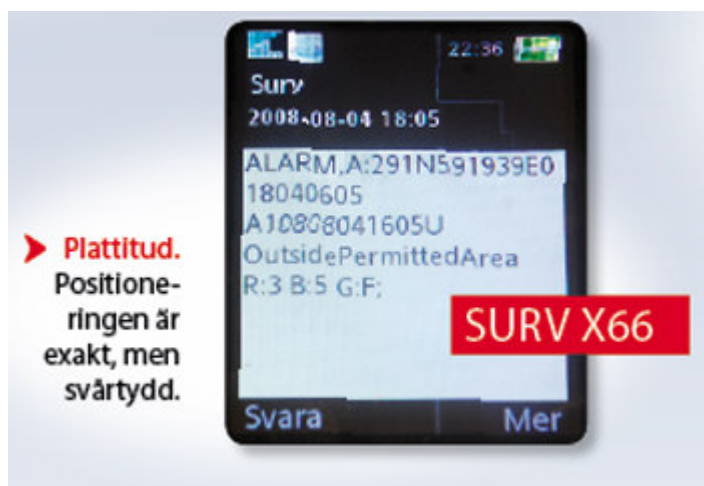 22:36
Surv
2008-08-04 18:05
ALARM,A:291N591939E0
18040605
A10808041605U
OutsidePermittedArea
R:3 B:5 G:F;
Svara Mer
Plattitud.
Positione-
ringen är
exakt, men
svårtydd.
SURV X66